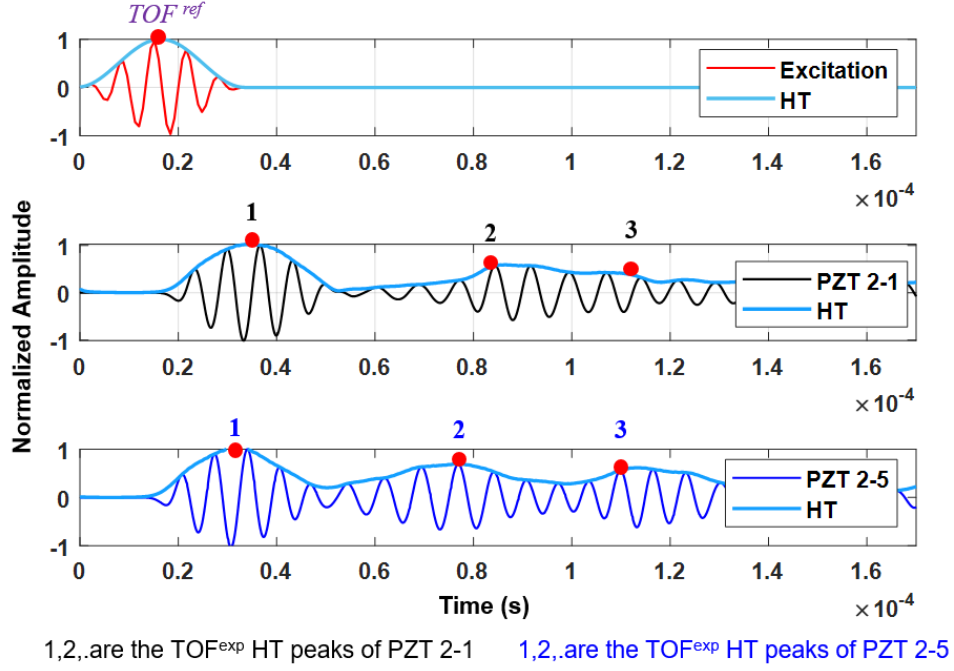 TOF ref
1
0
-1
Excitation
HT
0 0.2 0.4 0.6 0.8 1 1.2 1.4 1.6
×10-4
Normalized Amplitude
1 2 3
1
0
-1
PZT 2-1
HT
0 0.2 0.4 0.6 0.8 1 1.2 1.4 1.6
×10-4
1 2 3
1
0
-1
PZT 2-5
HT
0 0.2 0.4 0.6 0.8 1 1.2 1.4 1.6
Time (s)
×10-4
1,2,.are the TOFexp HT peaks of PZT 2-1 1,2,.are the TOFexp HT peaks of PZT 2-5